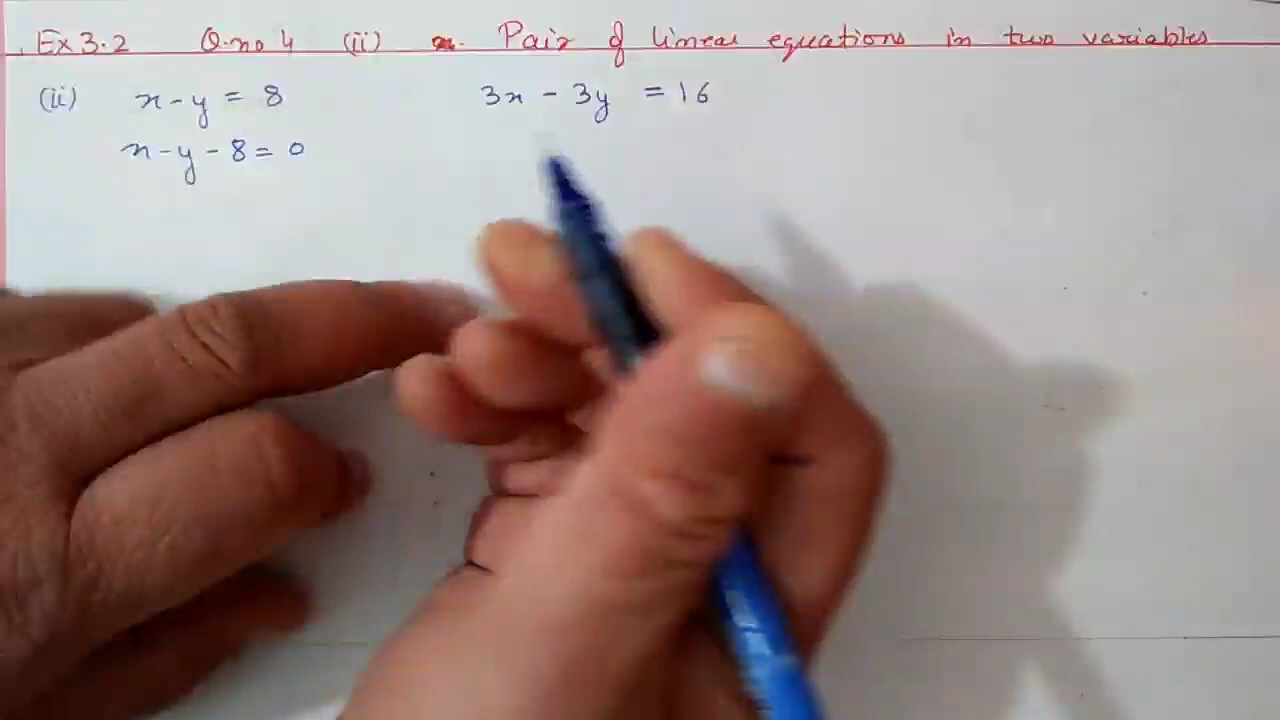 Ex 3.2 Q.no 4 (ii) Pair of linear equations in two variables
(ii) x - y = 8 3x - 3y = 16
x - y - 8 = 0